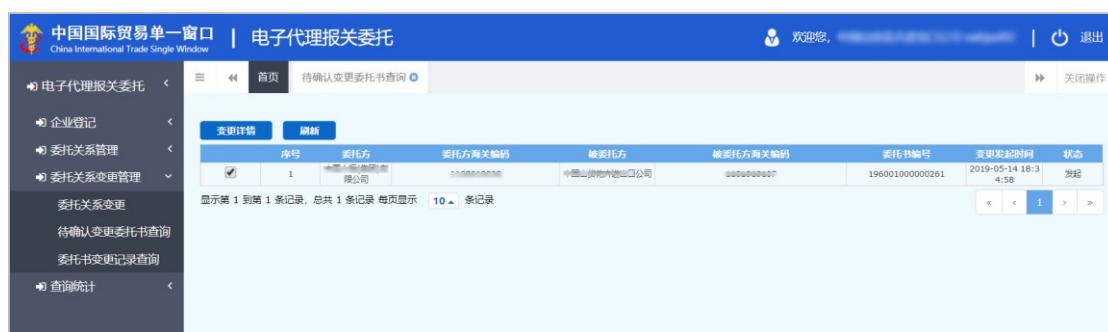 中国国际贸易单一窗口 | 电子代理报关委托
China International Trade Single Window
欢迎您,
退出
电子代理报关委托
首页
待确认变更委托书查询
关闭操作
企业登记
委托关系管理
委托关系变更管理
委托关系变更
待确认变更委托书查询
委托书变更记录查询
查询统计
变更详情 刷新
序号 委托方 委托方海关编码 被委托方 被委托方海关编码 委托书编号 变更发起时间 状态
1 限公司 196001000000261 2019-05-14 18:3 发起
4:58
显示第 1 到第 1 条记录,总共 1 条记录 每页显示 10 条记录
« ‹ 1 › »